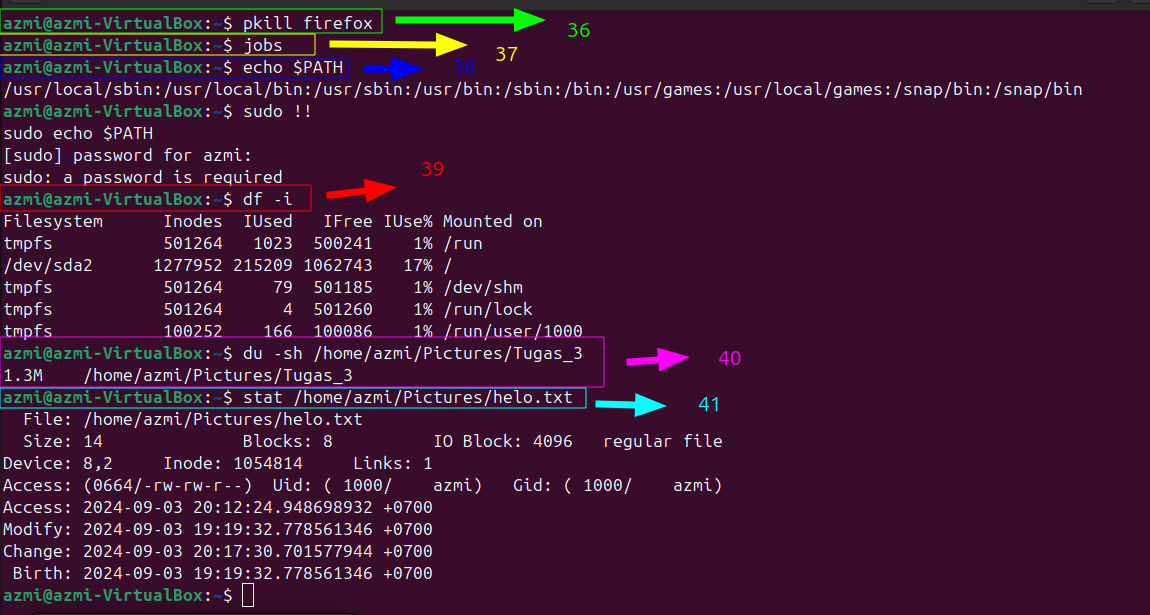 azmi@azmi-VirtualBox:~$ pkill firefox 36
azmi@azmi-VirtualBox:~$ jobs 37
azmi@azmi-VirtualBox:~$ echo $PATH 38
/usr/local/sbin:/usr/local/bin:/usr/sbin:/usr/bin:/sbin:/bin:/usr/games:/usr/local/games:/snap/bin:/snap/bin
azmi@azmi-VirtualBox:~$ sudo !!
sudo echo $PATH
[sudo] password for azmi:
sudo: a password is required
azmi@azmi-VirtualBox:~$ df -i 39
Filesystem      Inodes  IUsed   IFree IUse% Mounted on
tmpfs           501264   1023  500241    1% /run
/dev/sda2      1277952 215209 1062743   17% /
tmpfs           501264     79  501185    1% /dev/shm
tmpfs           501264      4  501260    1% /run/lock
tmpfs           100252    166  100086    1% /run/user/1000
azmi@azmi-VirtualBox:~$ du -sh /home/azmi/Pictures/Tugas_3 40
1.3M    /home/azmi/Pictures/Tugas_3
azmi@azmi-VirtualBox:~$ stat /home/azmi/Pictures/helo.txt 41
  File: /home/azmi/Pictures/helo.txt
  Size: 14              Blocks: 8          IO Block: 4096   regular file
Device: 8,2     Inode: 1054814     Links: 1
Access: (0664/-rw-rw-r--)  Uid: ( 1000/    azmi)   Gid: ( 1000/    azmi)
Access: 2024-09-03 20:12:24.948698932 +0700
Modify: 2024-09-03 19:19:32.778561346 +0700
Change: 2024-09-03 20:17:30.701577944 +0700
 Birth: 2024-09-03 19:19:32.778561346 +0700
azmi@azmi-VirtualBox:~$